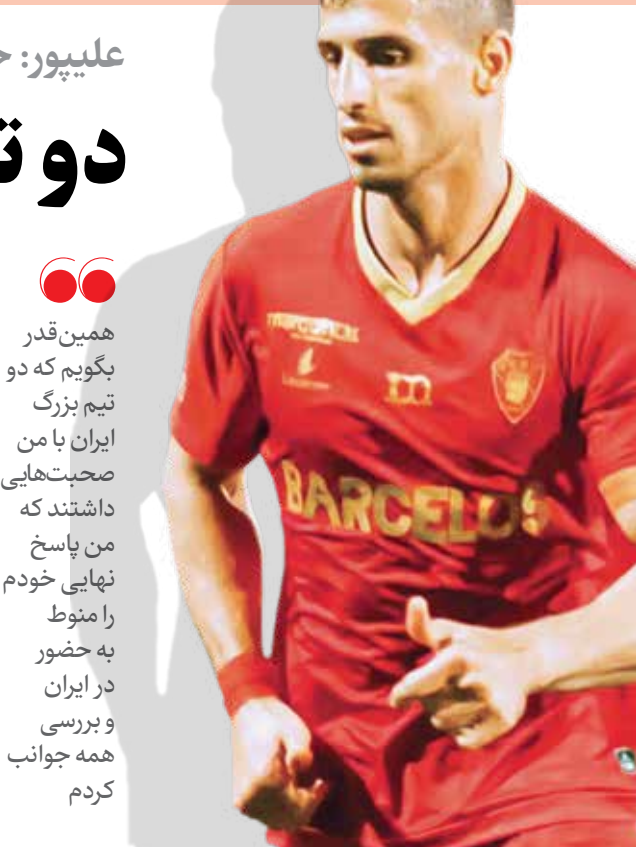 علیپور:
دو
همین‌قدر
بگویم که دو
تیم بزرگ
ایران با من
صحبت‌هایی
داشتند که
من پاسخ
نهایی خودم
را منوط
به حضور
در ایران
و بررسی
همه جوانب
کردم
BARCELOS